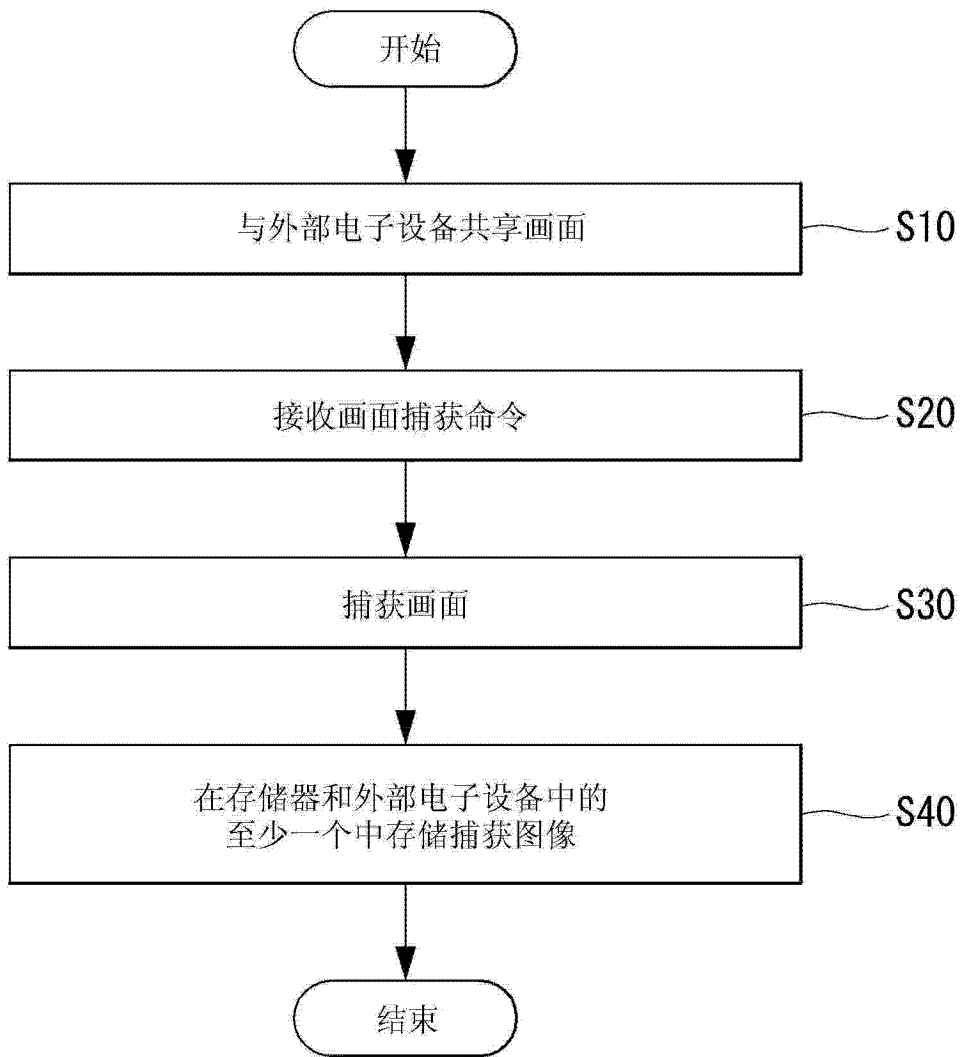 开始
与外部电子设备共享画面
S10
接收画面捕获命令
S20
捕获画面
S30
在存储器和外部电子设备中的
至少一个中存储捕获图像
S40
结束